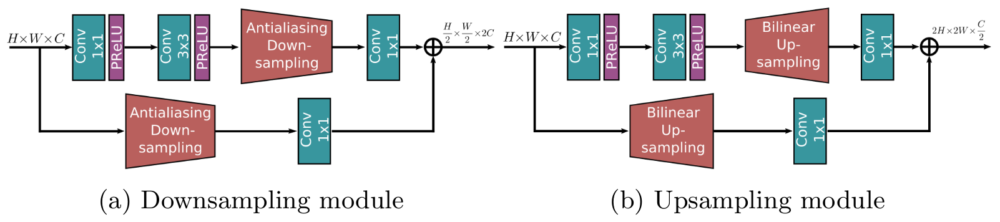 H×W×C
Conv
1x1
PReLU
Conv
3x3
PReLU
Antialiasing
Down-
sampling
Conv
1x1
H/2 × W/2 ×2C
Antialiasing
Down-
sampling
Conv
1x1
(a) Downsampling module
H×W×C
Conv
1x1
PReLU
Conv
3x3
PReLU
Bilinear
Up-
sampling
Conv
1x1
2H×2W× C/2
Bilinear
Up-
sampling
Conv
1x1
(b) Upsampling module